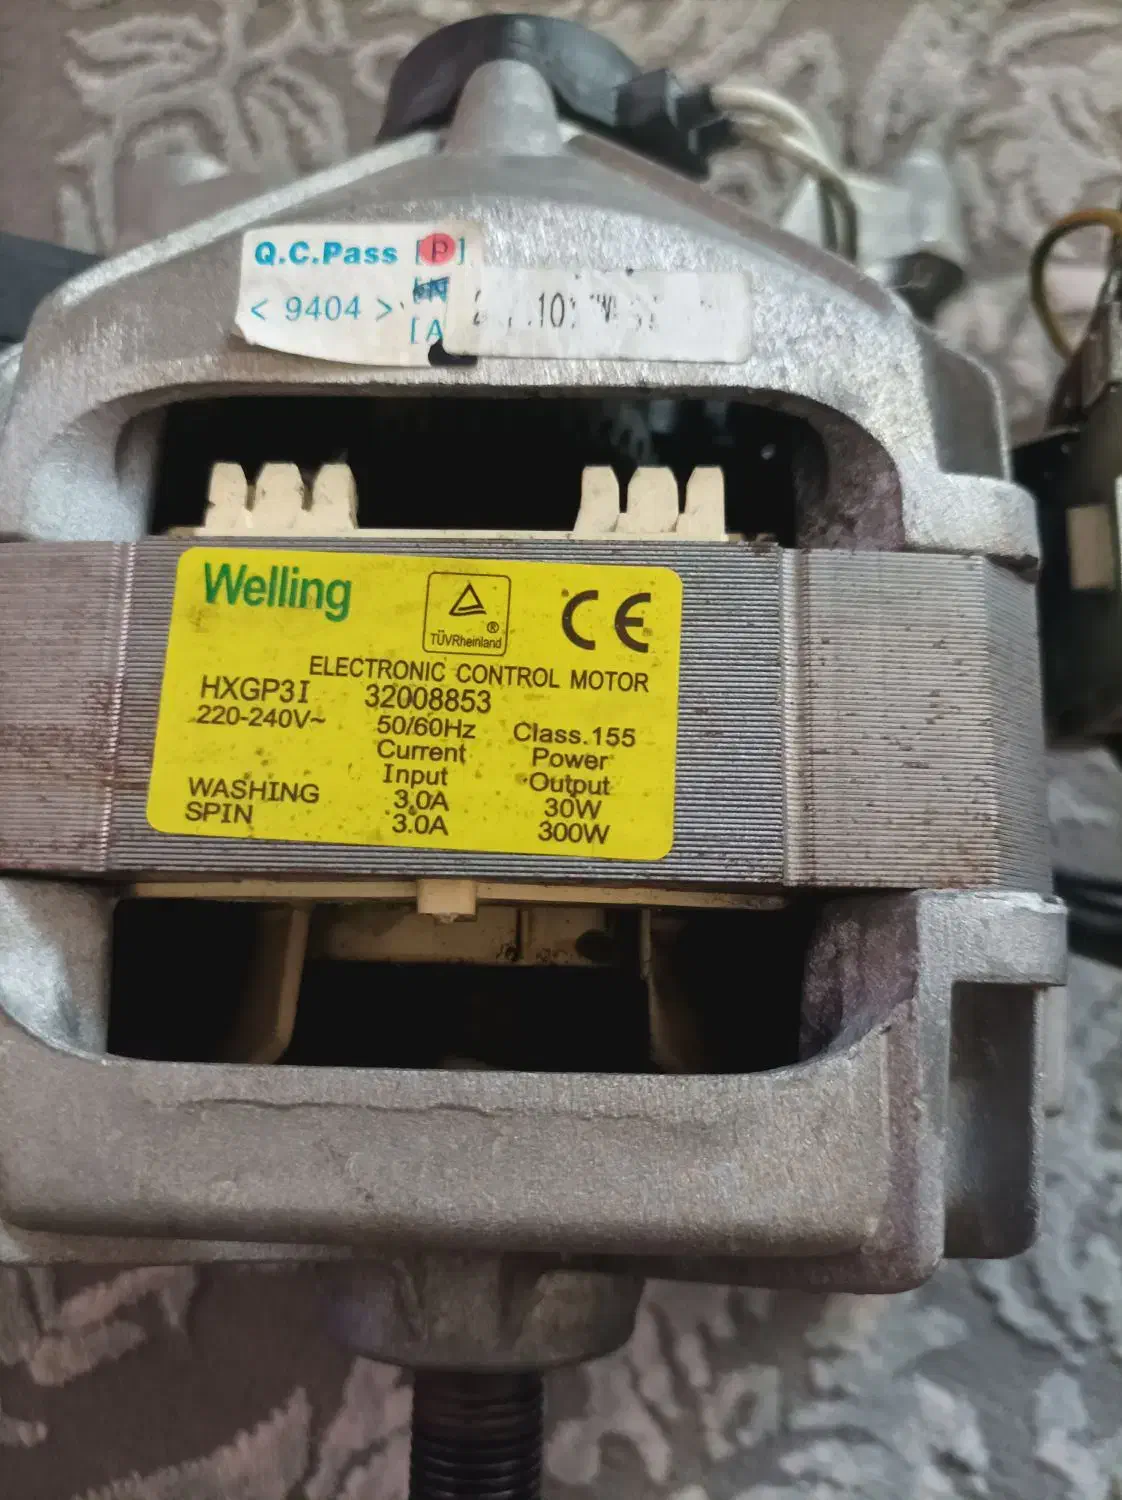 Q.C.Pass [P]
< 9404 >
[A
Welling
TÜVRheinland ®
CE
ELECTRONIC CONTROL MOTOR
HXGP3I 32008853
220-240V~ 50/60Hz Class.155
Current Power
Input Output
WASHING 3.0A 30W
SPIN 3.0A 300W